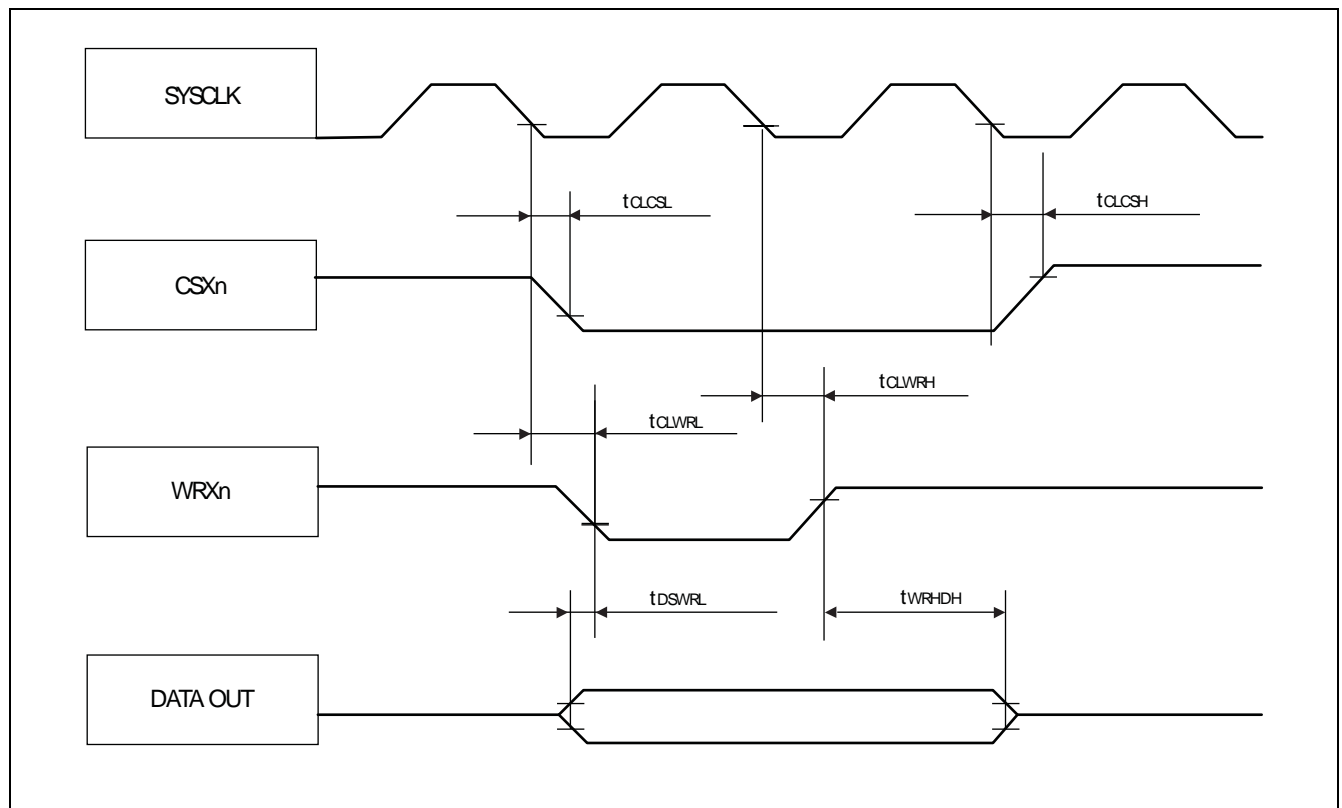 SYSCLK
tCLCSL
tCLCSH
CSXn
tCLWRH
tCLWRL
WRXn
tDSWRL
tWRHDH
DATA OUT